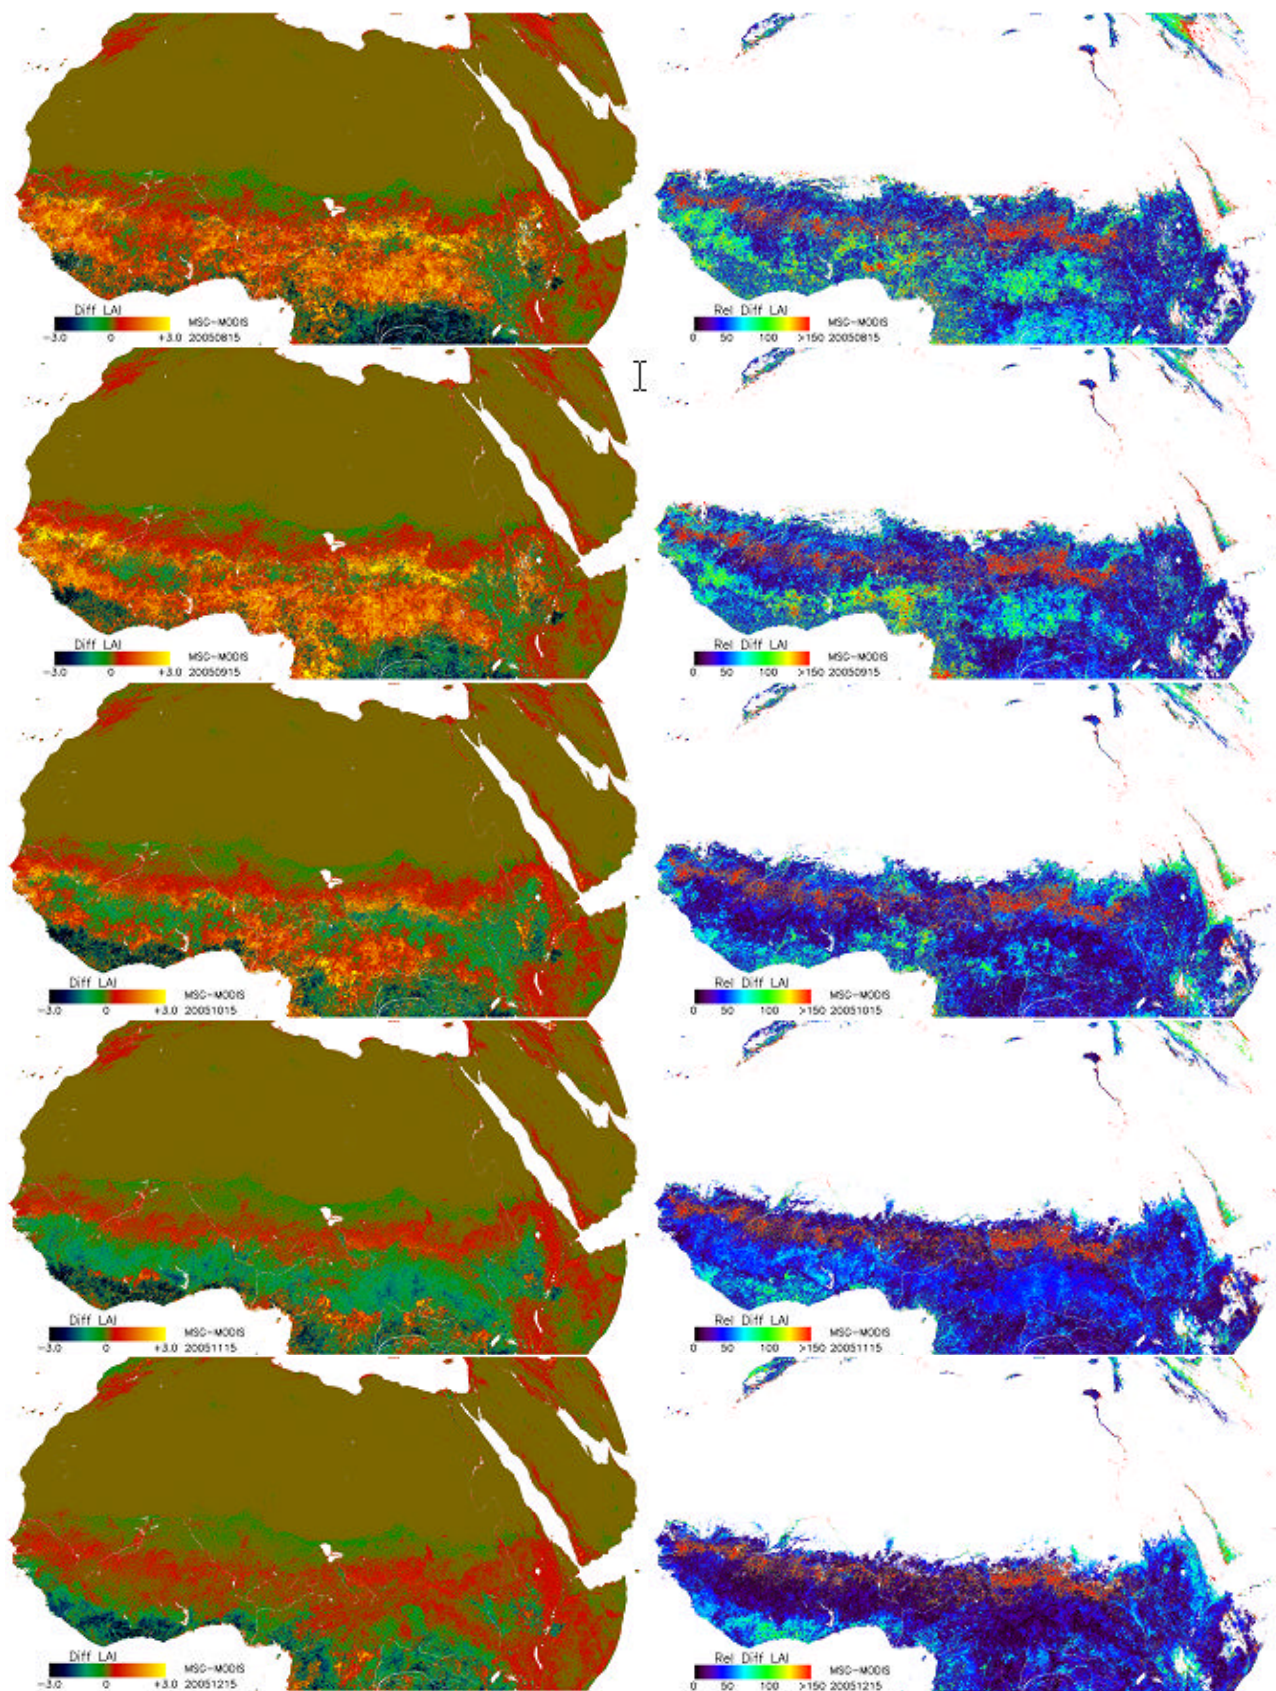 Diff LAI
-3.0 0 +3.0 MSG-MODIS 20050815
Rel Diff LAI
0 50 100 >150 MSG-MODIS 20050815
Diff LAI
-3.0 0 +3.0 MSG-MODIS 20050915
Rel Diff LAI
0 50 100 >150 MSG-MODIS 20050915
Diff LAI
-3.0 0 +3.0 MSG-MODIS 20051015
Rel Diff LAI
0 50 100 >150 MSG-MODIS 20051015
Diff LAI
-3.0 0 +3.0 MSG-MODIS 20051115
Rel Diff LAI
0 50 100 >150 MSG-MODIS 20051115
Diff LAI
-3.0 0 +3.0 MSG-MODIS 20051215
Rel Diff LAI
0 50 100 >150 MSG-MODIS 20051215